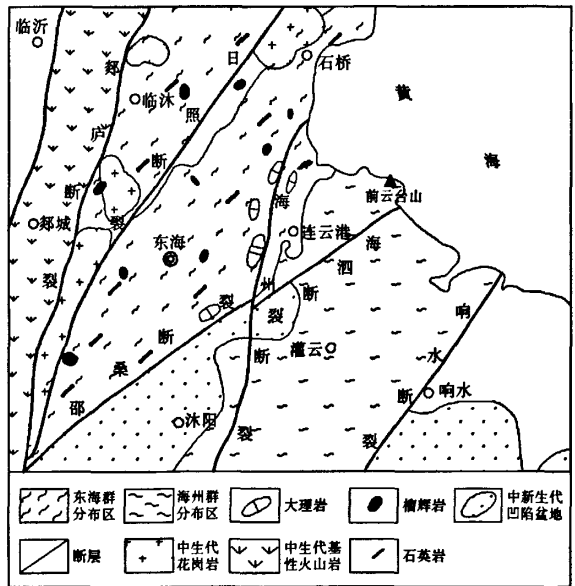 临沂
临沭
石桥
黄海
郯庐断裂
日照断裂
前云台山
郯城
东海
连云港
海州断裂
海泗断裂
邵桑断裂
灌云
响水断裂
响水
沭阳
东海群
分布区
海州群
分布区
大理岩
榴辉岩
中新生代
凹陷盆地
断层
中生代
花岗岩
中生代基
性火山岩
石英岩